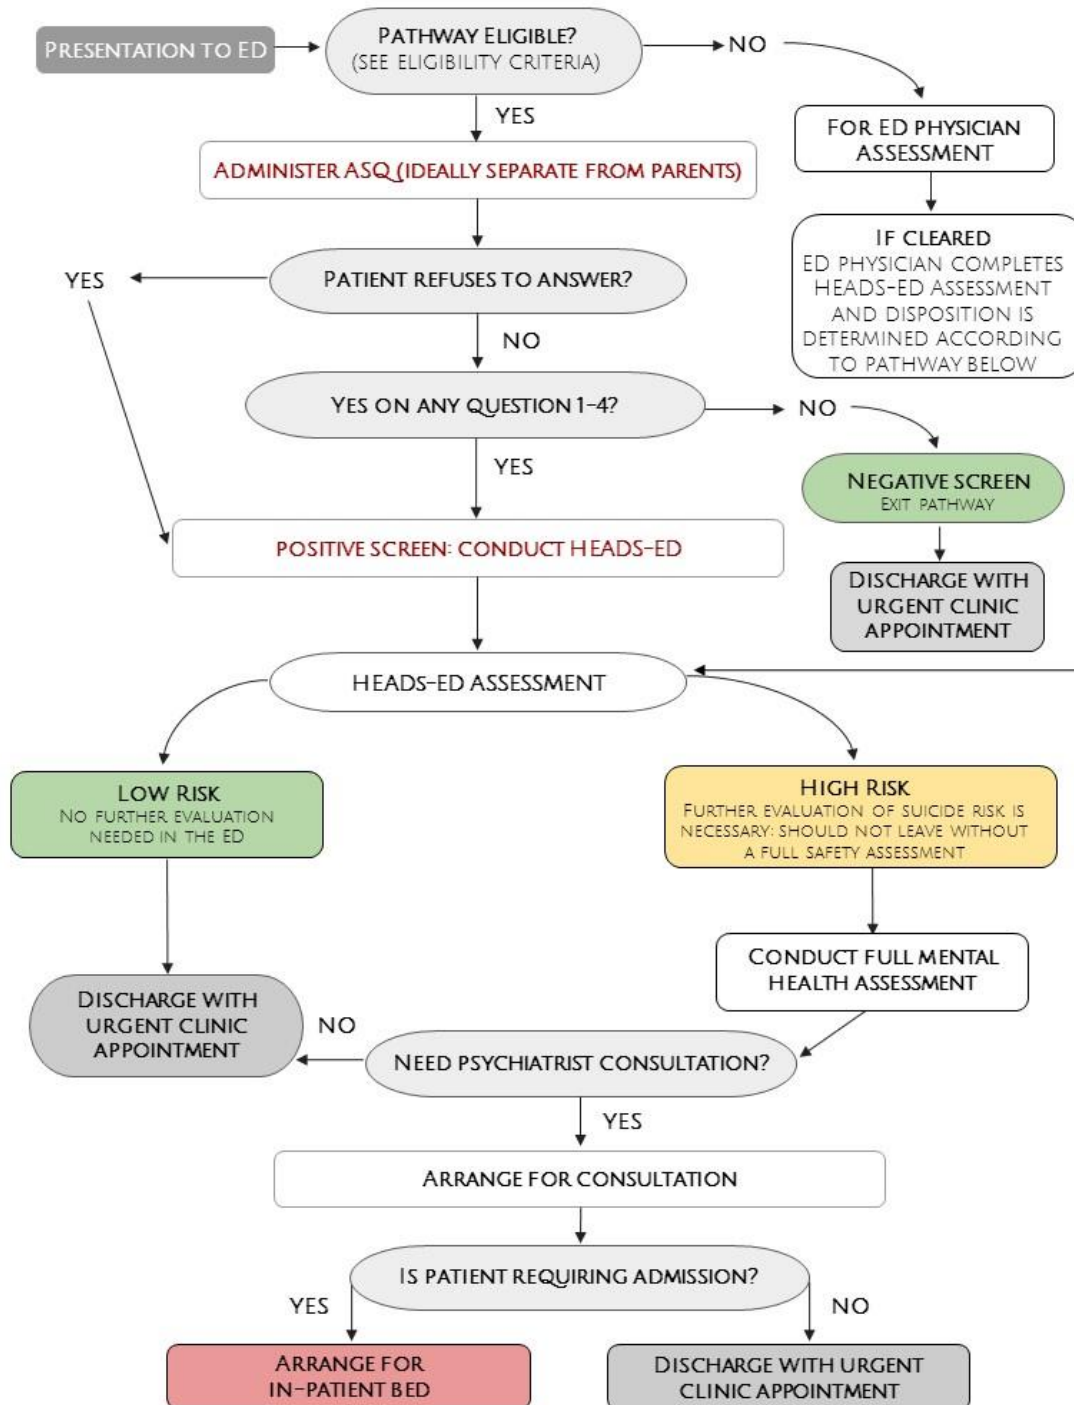 Presentation to ED
Pathway Eligible?
(see eligibility criteria)
NO
YES
For ED physician
assessment
Administer ASQ (ideally separate from parents)
If cleared
ED physician completes
HEADS-ED Assessment
and disposition is
determined according
to pathway below
YES
Patient refuses to answer?
NO
Yes on any question 1-4?
NO
YES
Negative screen
Exit pathway
positive screen: conduct HEADS-ED
Discharge with
urgent clinic
appointment
HEADs-ED Assessment
Low Risk
No further evaluation
needed in the ED
High Risk
Further evaluation of suicide risk is
necessary: should not leave without
a full safety assessment
Conduct full mental
health assessment
Discharge with
urgent clinic
appointment
NO
Need psychiatrist consultation?
YES
Arrange for consultation
Is patient requiring admission?
YES
NO
Arrange for
in-patient bed
Discharge with urgent
clinic appointment